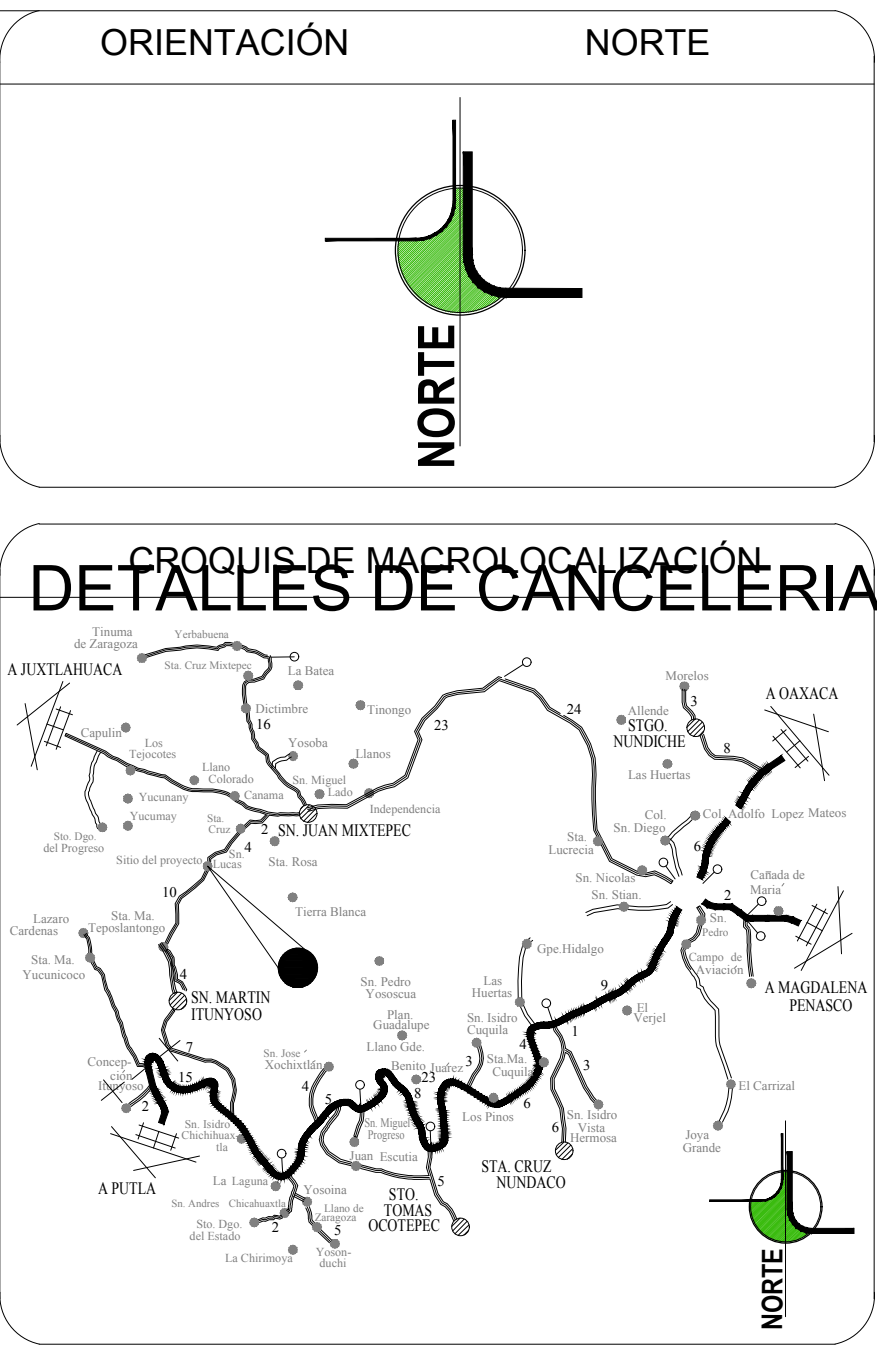 ORIENTACIÓN NORTE
NORTE
CROQUIS DE MACROLOCALIZACIÓN
DETALLES DE CANCELERIA
Tinuma
de Zaragoza
Yerbabuena
Sta. Cruz Mixtepec
La Batea
A JUXTLAHUACA
Dictimbre
16
Tinongo
23
24
Morelos
3
Allende
STGO.
NUNDICHE
8
A OAXACA
Capulin
Los
Tejocotes
Yosoba
Llanos
Las Huertas
Llano
Colorado
Canama
Sn. Miguel
Lado
Independencia
Yucunany
Yucumay
Sto. Dgo.
del Progreso
Sta.
Cruz
2
SN. JUAN MIXTEPEC
Col.
Sn. Diego
Col. Adolfo Lopez Mateos
6
Sta.
Lucrecia
Sitio del proyecto
Sn.
Lucas
4
Sta. Rosa
Sn. Nicolas
Sn. Stian.
2
Cañada de
Maria´
10
Tierra Blanca
Lazaro
Cardenas
Sta. Ma.
Teposlantongo
Sn.
Pedro
Sta. Ma.
Yucunicoco
Gpe.Hidalgo
Campo de
Aviación
4
SN. MARTIN
ITUNYOSO
Sn. Pedro
Yososcua
Las
Huertas
9
A MAGDALENA
PENASCO
Plan.
Guadalupe
Sn. Isidro
Cuquila
El
Verjel
1
7
Llano Gde.
4
Concep-
ción
Itunyoso
15
Sn. Jose´
Xochixtlán
Benito Juárez
23
3
Sta.Ma.
Cuquila
3
2
4
5
8
Los Pinos
6
El Carrizal
Sn. Isidro
Chichihuax-
tla
Sn. Miguel
Progreso
Sn. Isidro
Vista
Hermosa
6
Joya
Grande
Juan Escutia
A PUTLA
La Laguna
5
STA. CRUZ
NUNDACO
Yosoina
STO.
TOMAS
OCOTEPEC
Sn. Andres Chicahuaxtla
Llano de
Zaragoza
Sto. Dgo.
del Estado
2
5
La Chirimoya
Yoson-
duchi
NORTE